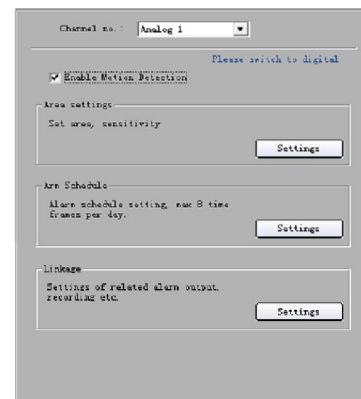 Channel no.: Analog 1
Please switch to digital
Enable Motion Detection
Area settings
Set area, sensitivity
Settings
Arm Schedule
Alarm schedule setting, max 8 time
frames per day.
Settings
Linkage
Settings of related alarm output,
recording etc.
Settings